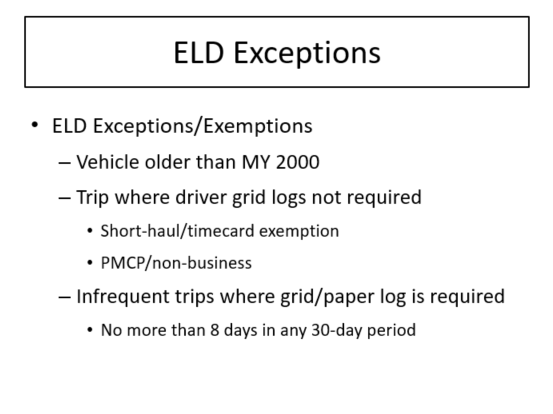 ELD Exceptions
• ELD Exceptions/Exemptions
– Vehicle older than MY 2000
– Trip where driver grid logs not required
• Short-haul/timecard exemption
• PMCP/non-business
– Infrequent trips where grid/paper log is required
• No more than 8 days in any 30-day period